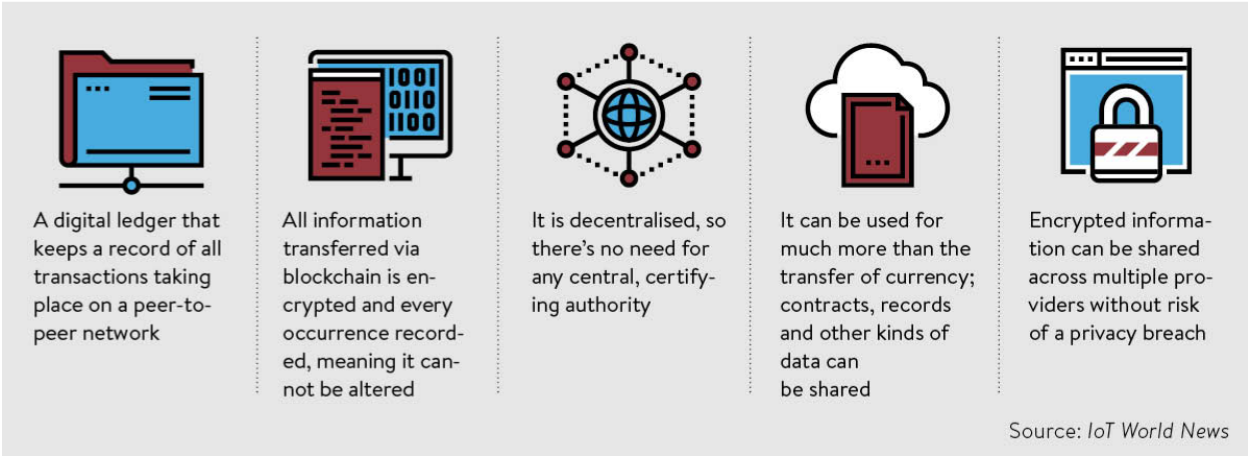 1001
0110
1100
A digital ledger that
keeps a record of all
transactions taking
place on a peer-to-
peer network
All information
transferred via
blockchain is en-
crypted and every
occurrence record-
ed, meaning it can-
not be altered
It is decentralised, so
there's no need for
any central, certify-
ing authority
It can be used for
much more than the
transfer of currency;
contracts, records
and other kinds of
data can
be shared
Encrypted informa-
tion can be shared
across multiple pro-
viders without risk
of a privacy breach
Source: IoT World News